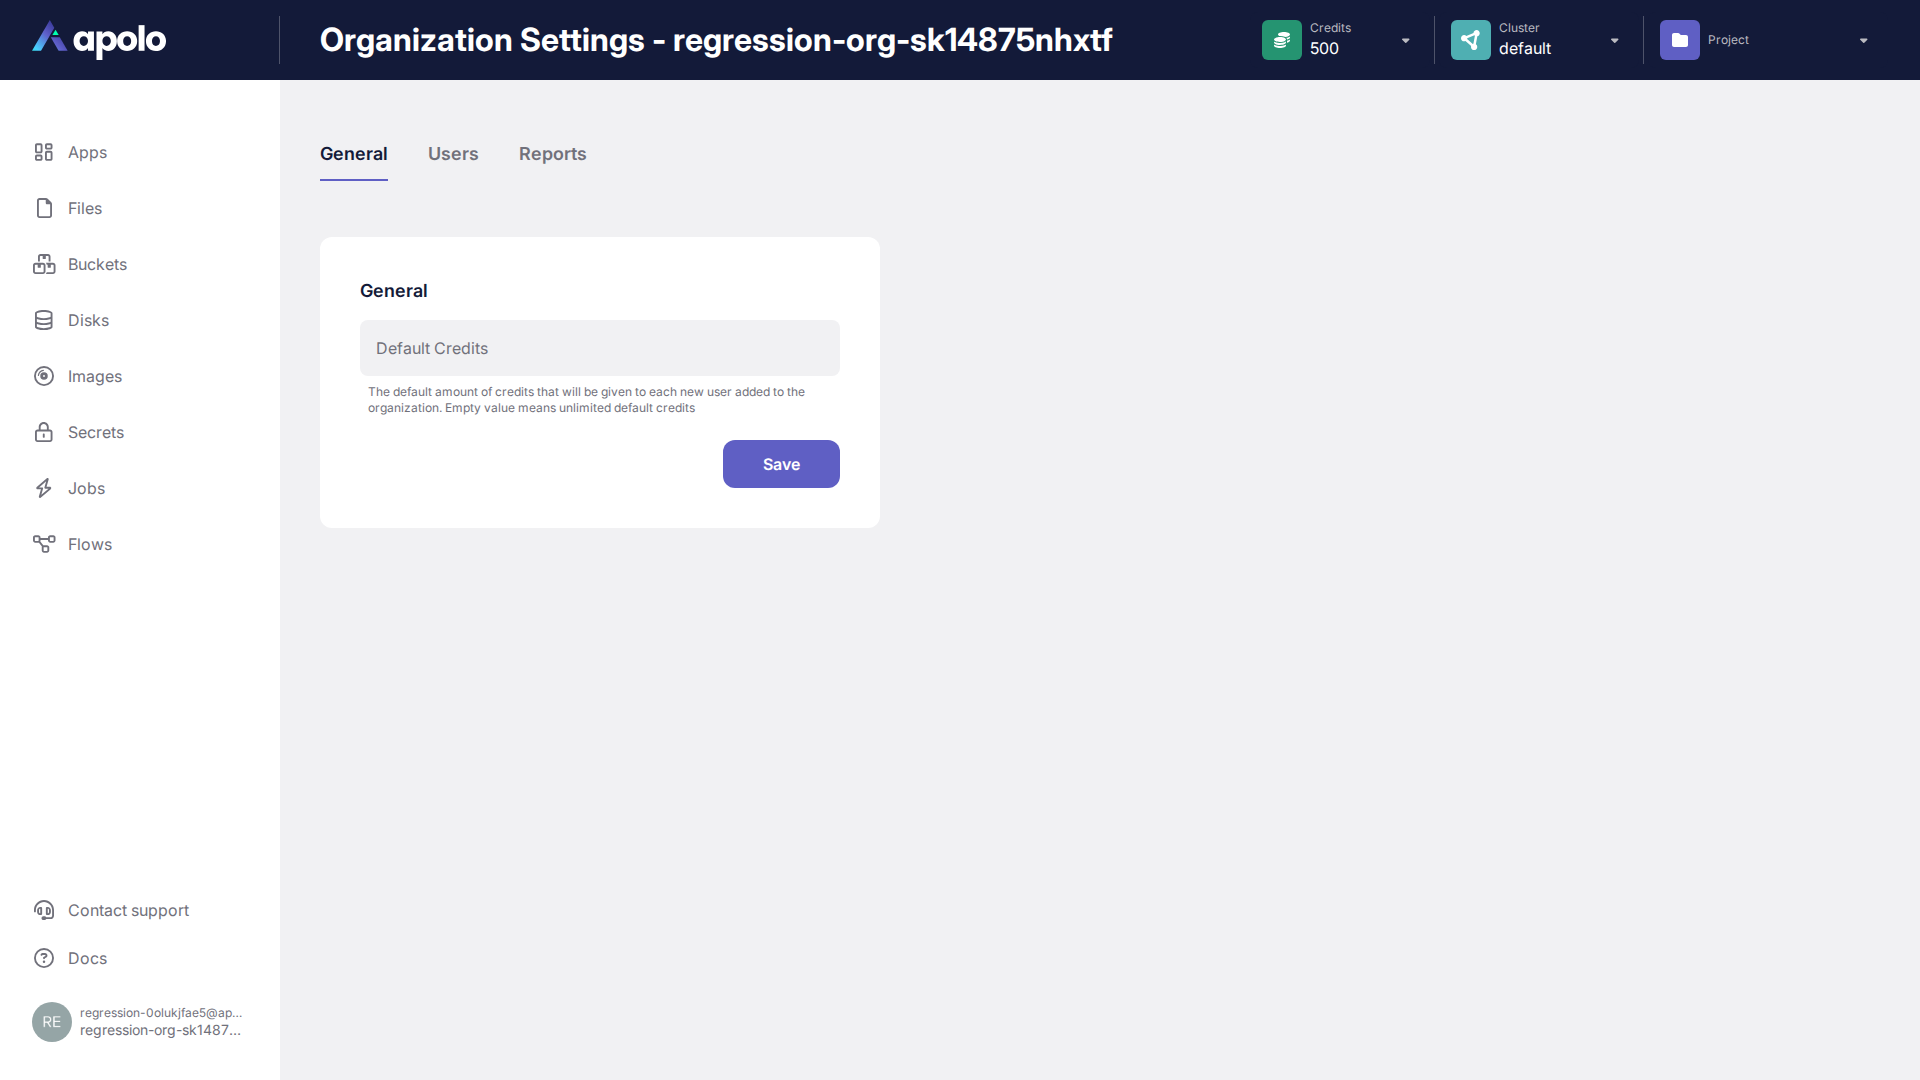 apolo
Organization Settings - regression-org-sk14875nhxtf
Credits
500
Cluster
default
Project
Apps
Files
Buckets
Disks
Images
Secrets
Jobs
Flows
Contact support
Docs
RE
regression-0olukjfae5@ap...
regression-org-sk1487...
General
Users
Reports
General
Default Credits
The default amount of credits that will be given to each new user added to the
organization. Empty value means unlimited default credits
Save